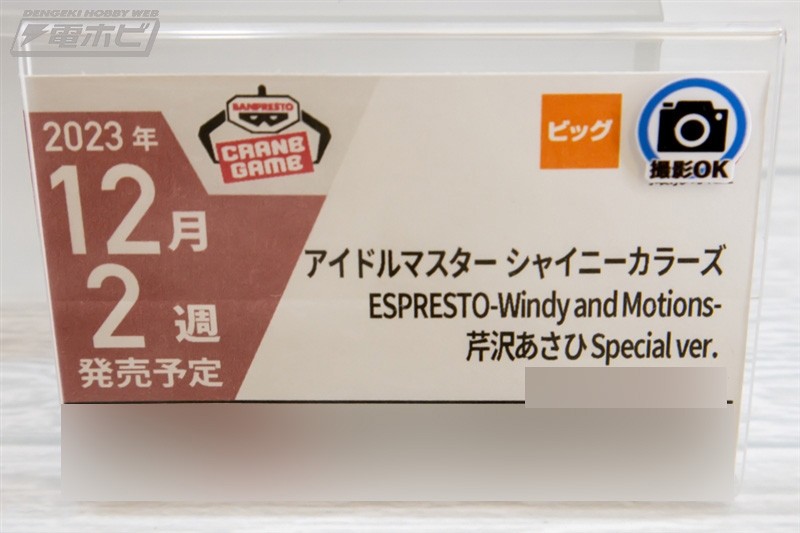 DENGEKI HOBBY WEB
電ホビ
2023年
12月
2週
発売予定
BANPRESTO
CRANE
GAME
ビッグ
撮影OK
アイドルマスター シャイニーカラーズ
ESPRESTO-Windy and Motions-
芹沢あさひ Special ver.